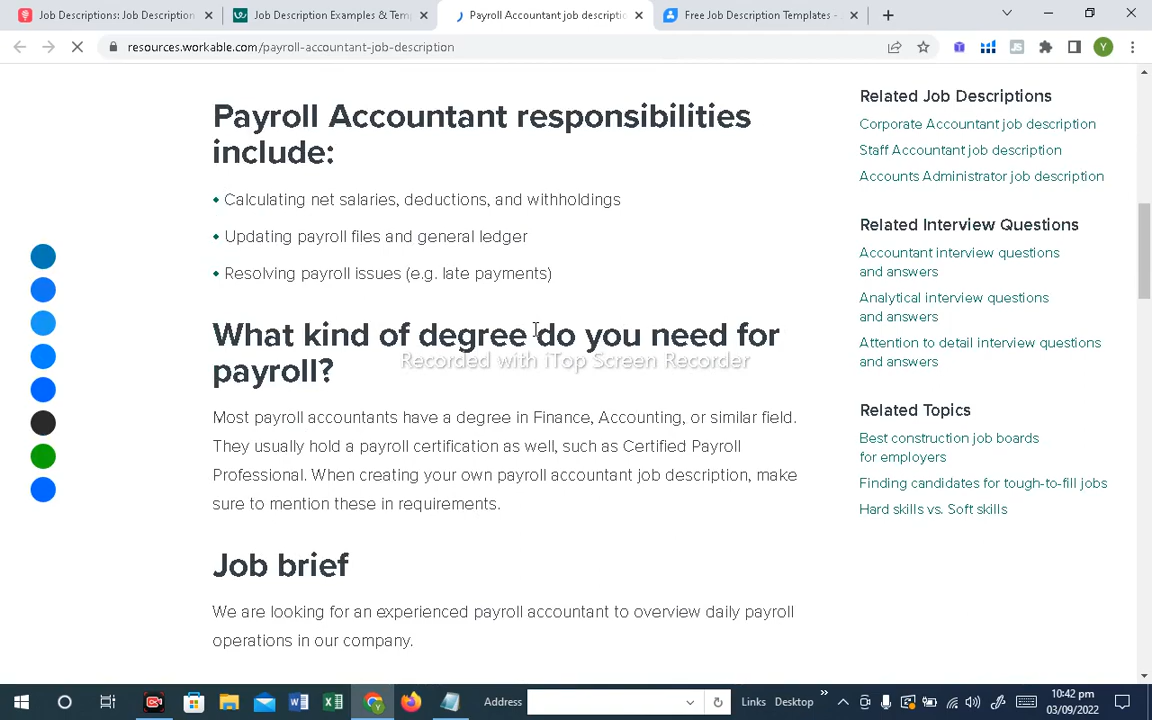 Job Descriptions: Job Description
Job Description Examples & Tem
Payroll Accountant job descripti
Free Job Description Templates -
resources.workable.com/payroll-accountant-job-description
JS
Y
Payroll Accountant responsibilities
include:
• Calculating net salaries, deductions, and withholdings
• Updating payroll files and general ledger
• Resolving payroll issues (e.g. late payments)
What kind of degree do you need for
payroll?
Recorded with iTop Screen Recorder
Most payroll accountants have a degree in Finance, Accounting, or similar field.
They usually hold a payroll certification as well, such as Certified Payroll
Professional. When creating your own payroll accountant job description, make
sure to mention these in requirements.
Job brief
We are looking for an experienced payroll accountant to overview daily payroll
operations in our company.
Related Job Descriptions
Corporate Accountant job description
Staff Accountant job description
Accounts Administrator job description
Related Interview Questions
Accountant interview questions
and answers
Analytical interview questions
and answers
Attention to detail interview questions
and answers
Related Topics
Best construction job boards
for employers
Finding candidates for tough-to-fill jobs
Hard skills vs. Soft skills
Address
Links
Desktop
10:42 pm
03/09/2022